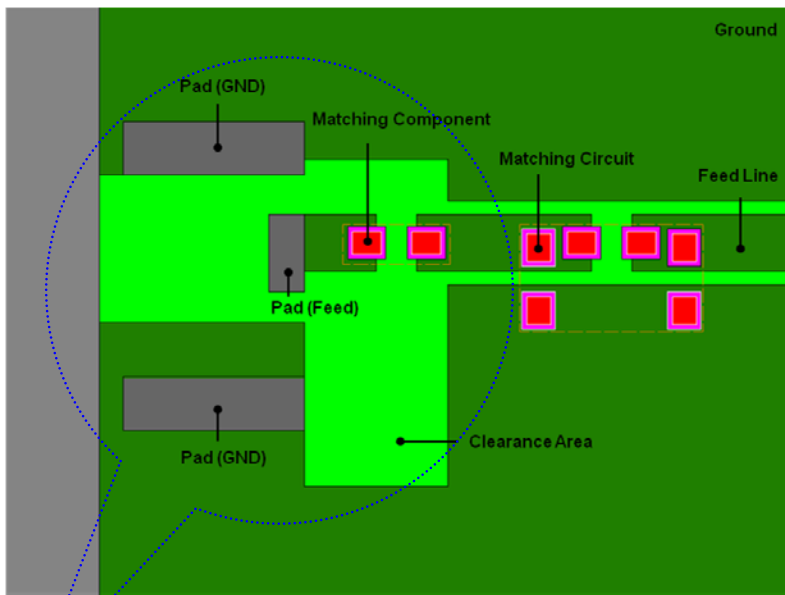 Ground
Pad (GND)
Matching Component
Matching Circuit
Feed Line
Pad (Feed)
Clearance Area
Pad (GND)